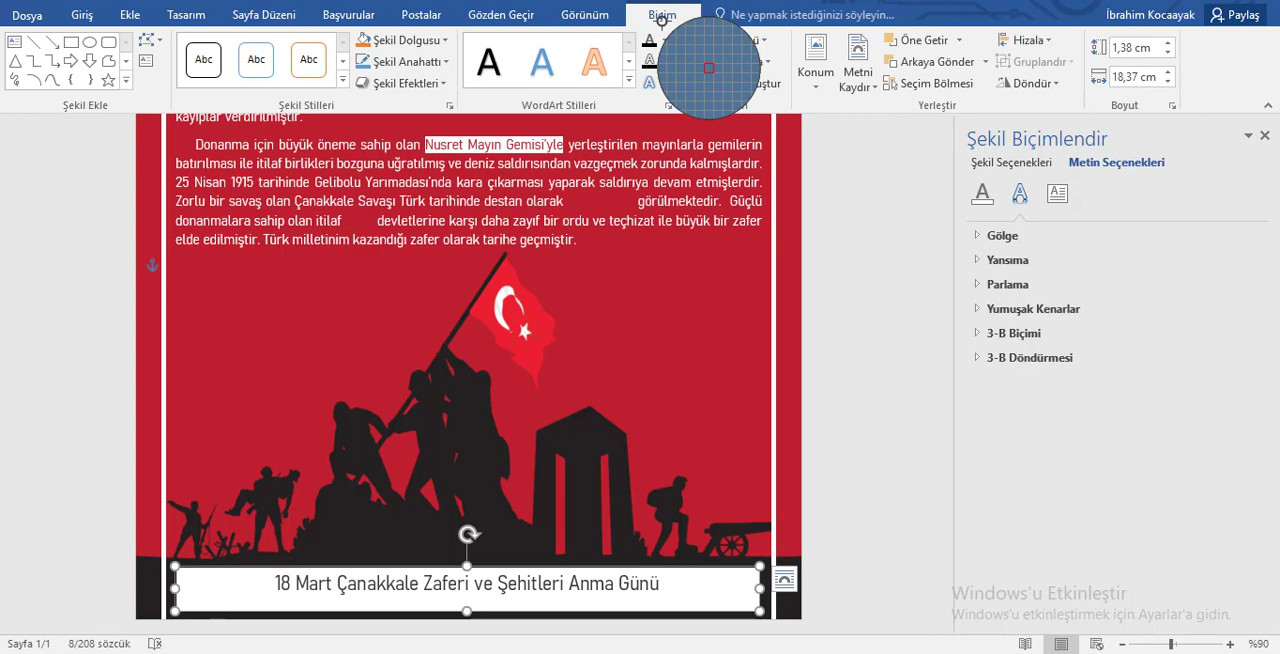 Dosya Giriş Ekle Tasarım Sayfa Düzeni Başvurular Postalar Gözden Geçir Görünüm Biçim Ne yapmak istediğinizi söyleyin... İbrahim Kocaayak Paylaş
Abc Abc Abc
Şekil Dolgusu
Şekil Anahattı
Şekil Efektleri
A A A
Konum
Metni Kaydır
Öne Getir
Arkaya Gönder
Seçim Bölmesi
Hizala
Gruplandır
Döndür
1,38 cm
18,37 cm
Şekil Ekle Şekil Stilleri WordArt Stilleri Yerleştir Boyut
kayıplar verdirilmiştir.
Donanma için büyük öneme sahip olan Nusret Mayın Gemisi'yle yerleştirilen mayınlarla gemilerin
batırılması ile itilaf birlikleri bozguna uğratılmış ve deniz saldırısından vazgeçmek zorunda kalmışlardır.
25 Nisan 1915 tarihinde Gelibolu Yarımadası'nda kara çıkarması yaparak saldırıya devam etmişlerdir.
Zorlu bir savaş olan Çanakkale Savaşı Türk tarihinde destan olarak görülmektedir. Güçlü
donanmalara sahip olan itilaf devletlerine karşı daha zayıf bir ordu ve teçhizat ile büyük bir zafer
elde edilmiştir. Türk milletinim kazandığı zafer olarak tarihe geçmiştir.
18 Mart Çanakkale Zaferi ve Şehitleri Anma Günü
Şekil Biçimlendir
Şekil Seçenekleri Metin Seçenekleri
Gölge
Yansıma
Parlama
Yumuşak Kenarlar
3-B Biçimi
3-B Döndürmesi
Windows'u Etkinleştir
Windows'u etkinleştirmek için Ayarlar'a gidin.
Sayfa 1/1 8/208 sözcük %90